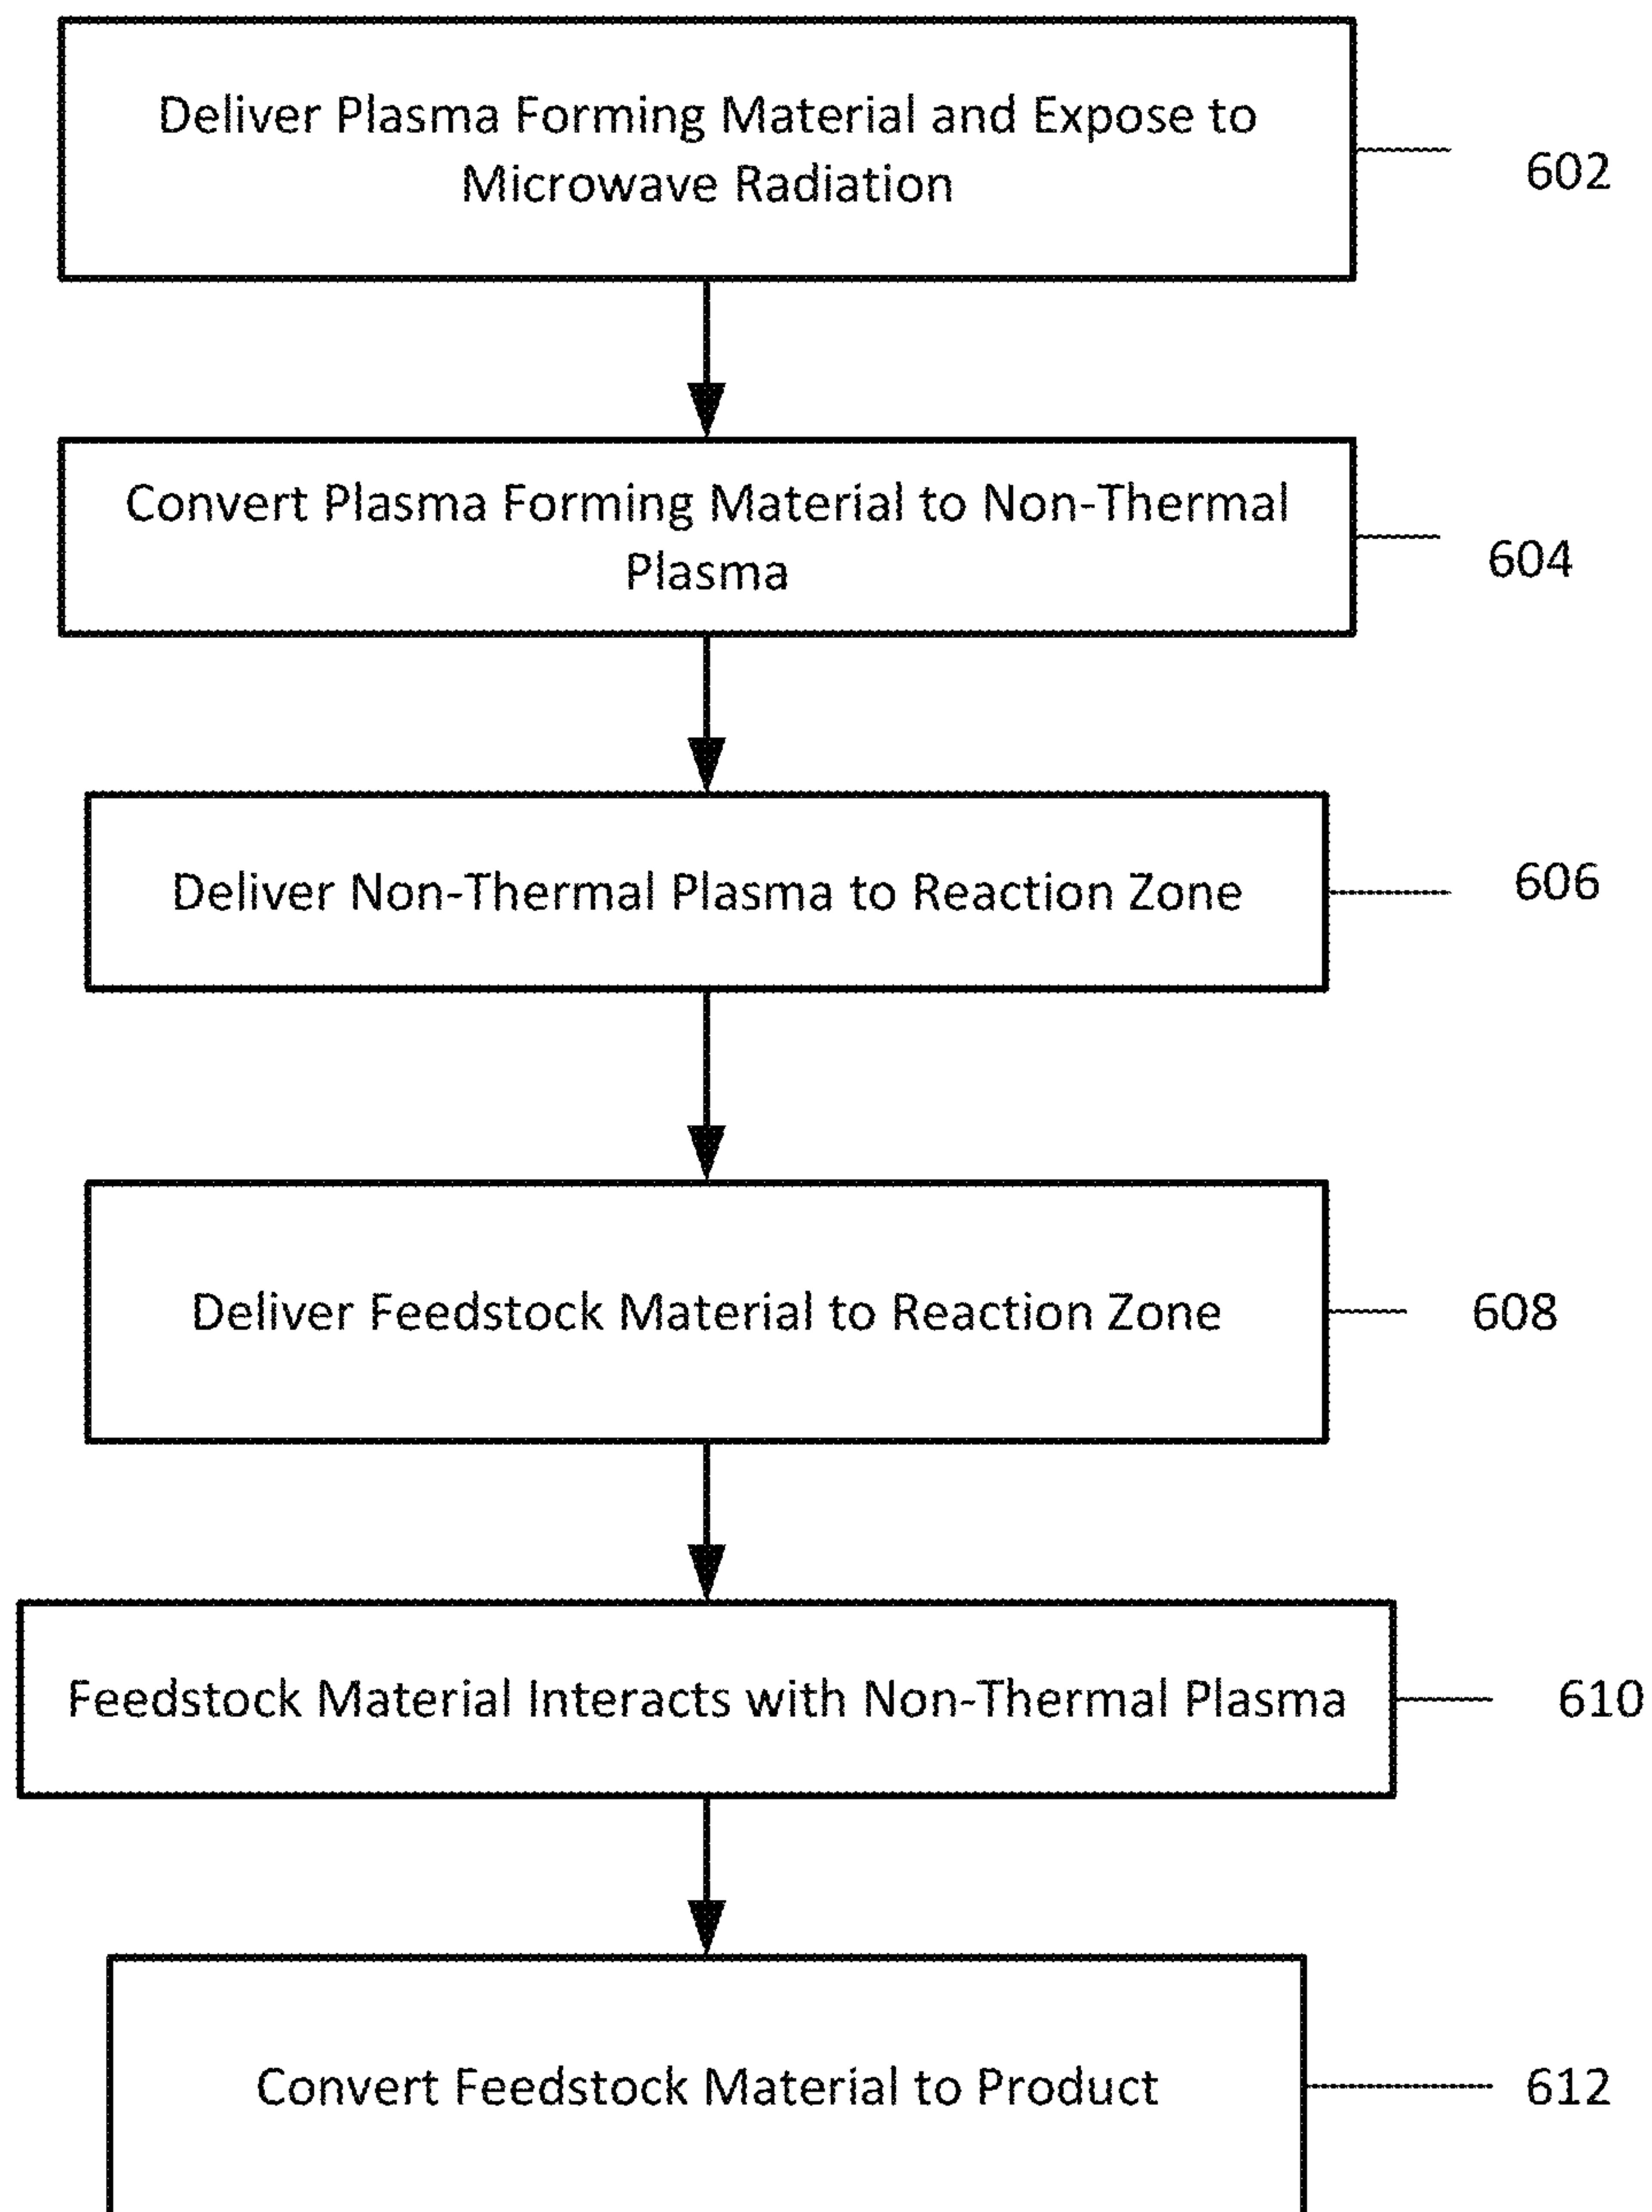 Deliver Plasma Forming Material and Expose to
Microwave Radiation
602
Convert Plasma Forming Material to Non-Thermal
Plasma
604
Deliver Non-Thermal Plasma to Reaction Zone
606
Deliver Feedstock Material to Reaction Zone
608
Feedstock Material Interacts with Non-Thermal Plasma
610
Convert Feedstock Material to Product
612